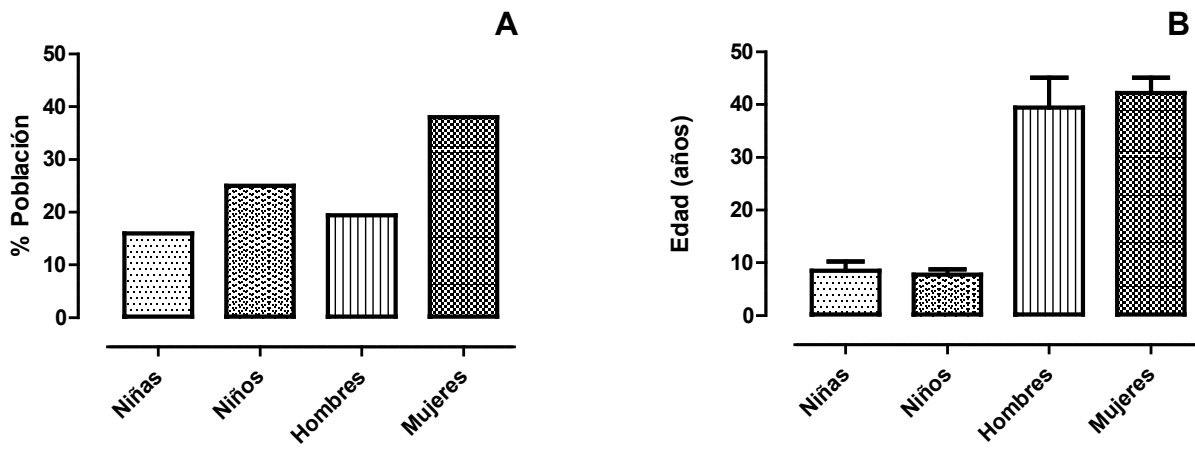 A
% Población
50
40
30
20
10
0
Niñas
Niños
Hombres
Mujeres
B
Edad (años)
50
40
30
20
10
0
Niñas
Niños
Hombres
Mujeres